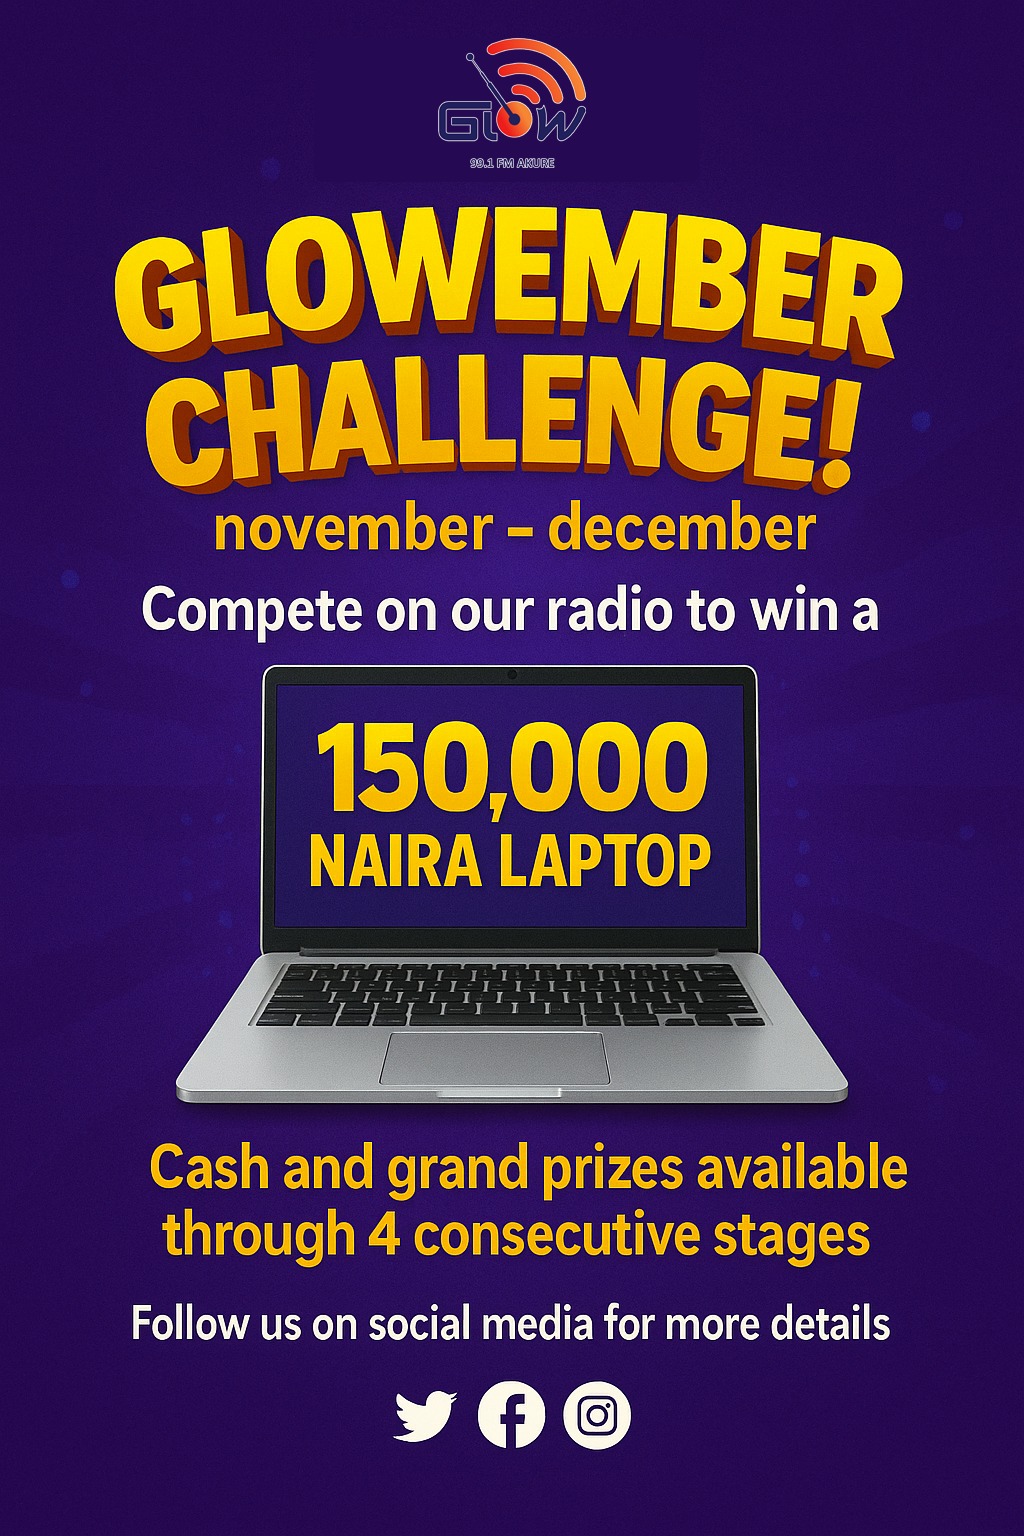 GLOW
99.1 FM AKURE
GLOWEMBER
CHALLENGE!
november – december
Compete on our radio to win a
150,000
NAIRA LAPTOP
Cash and grand prizes available
through 4 consecutive stages
Follow us on social media for more details